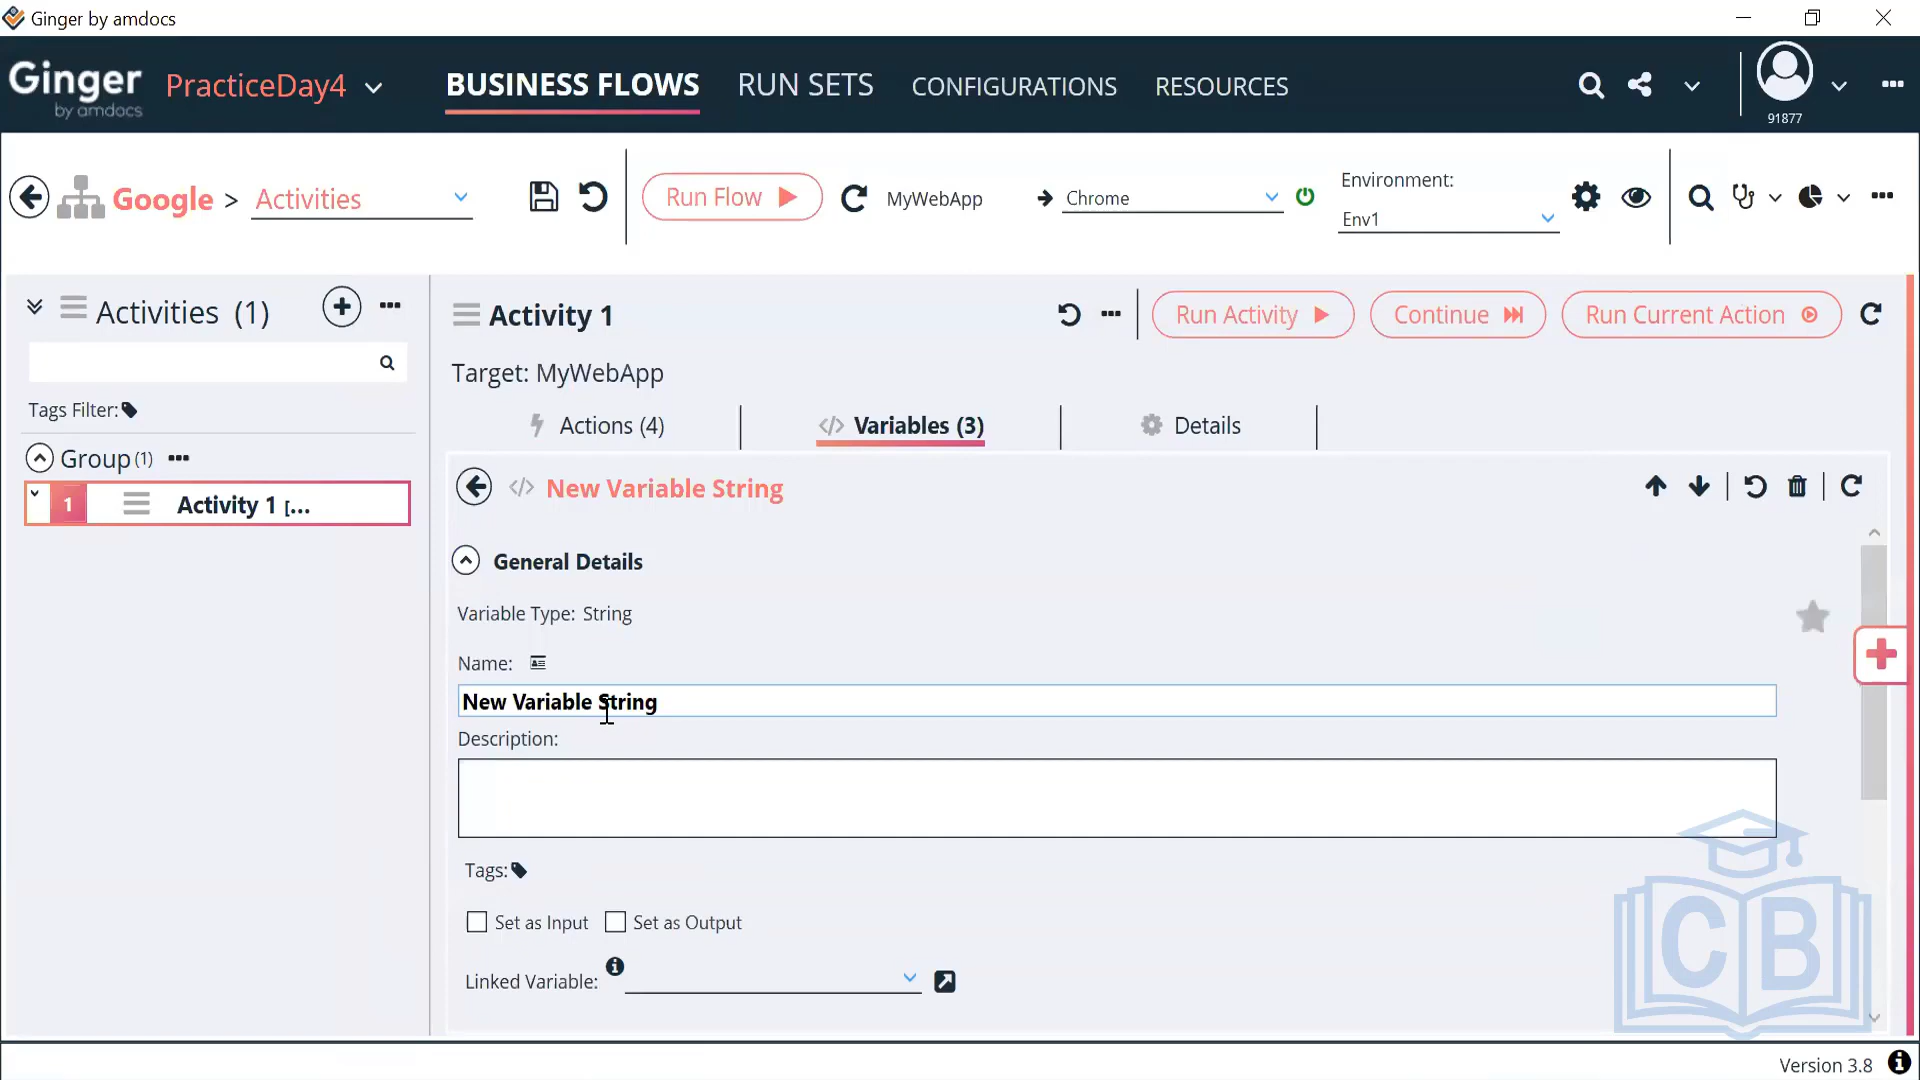 Ginger by amdocs
Ginger
by amdocs
PracticeDay4
BUSINESS FLOWS
RUN SETS
CONFIGURATIONS
RESOURCES
91877
Google > Activities
Run Flow
MyWebApp
Chrome
Environment:
Env1
Activities (1)
Tags Filter:
Group (1)
1 Activity 1 [...
Activity 1
Run Activity
Continue
Run Current Action
Target: MyWebApp
Actions (4)
Variables (3)
Details
New Variable String
General Details
Variable Type: String
Name:
New Variable String
Description:
Tags:
Set as Input
Set as Output
Linked Variable:
CB
Version 3.8